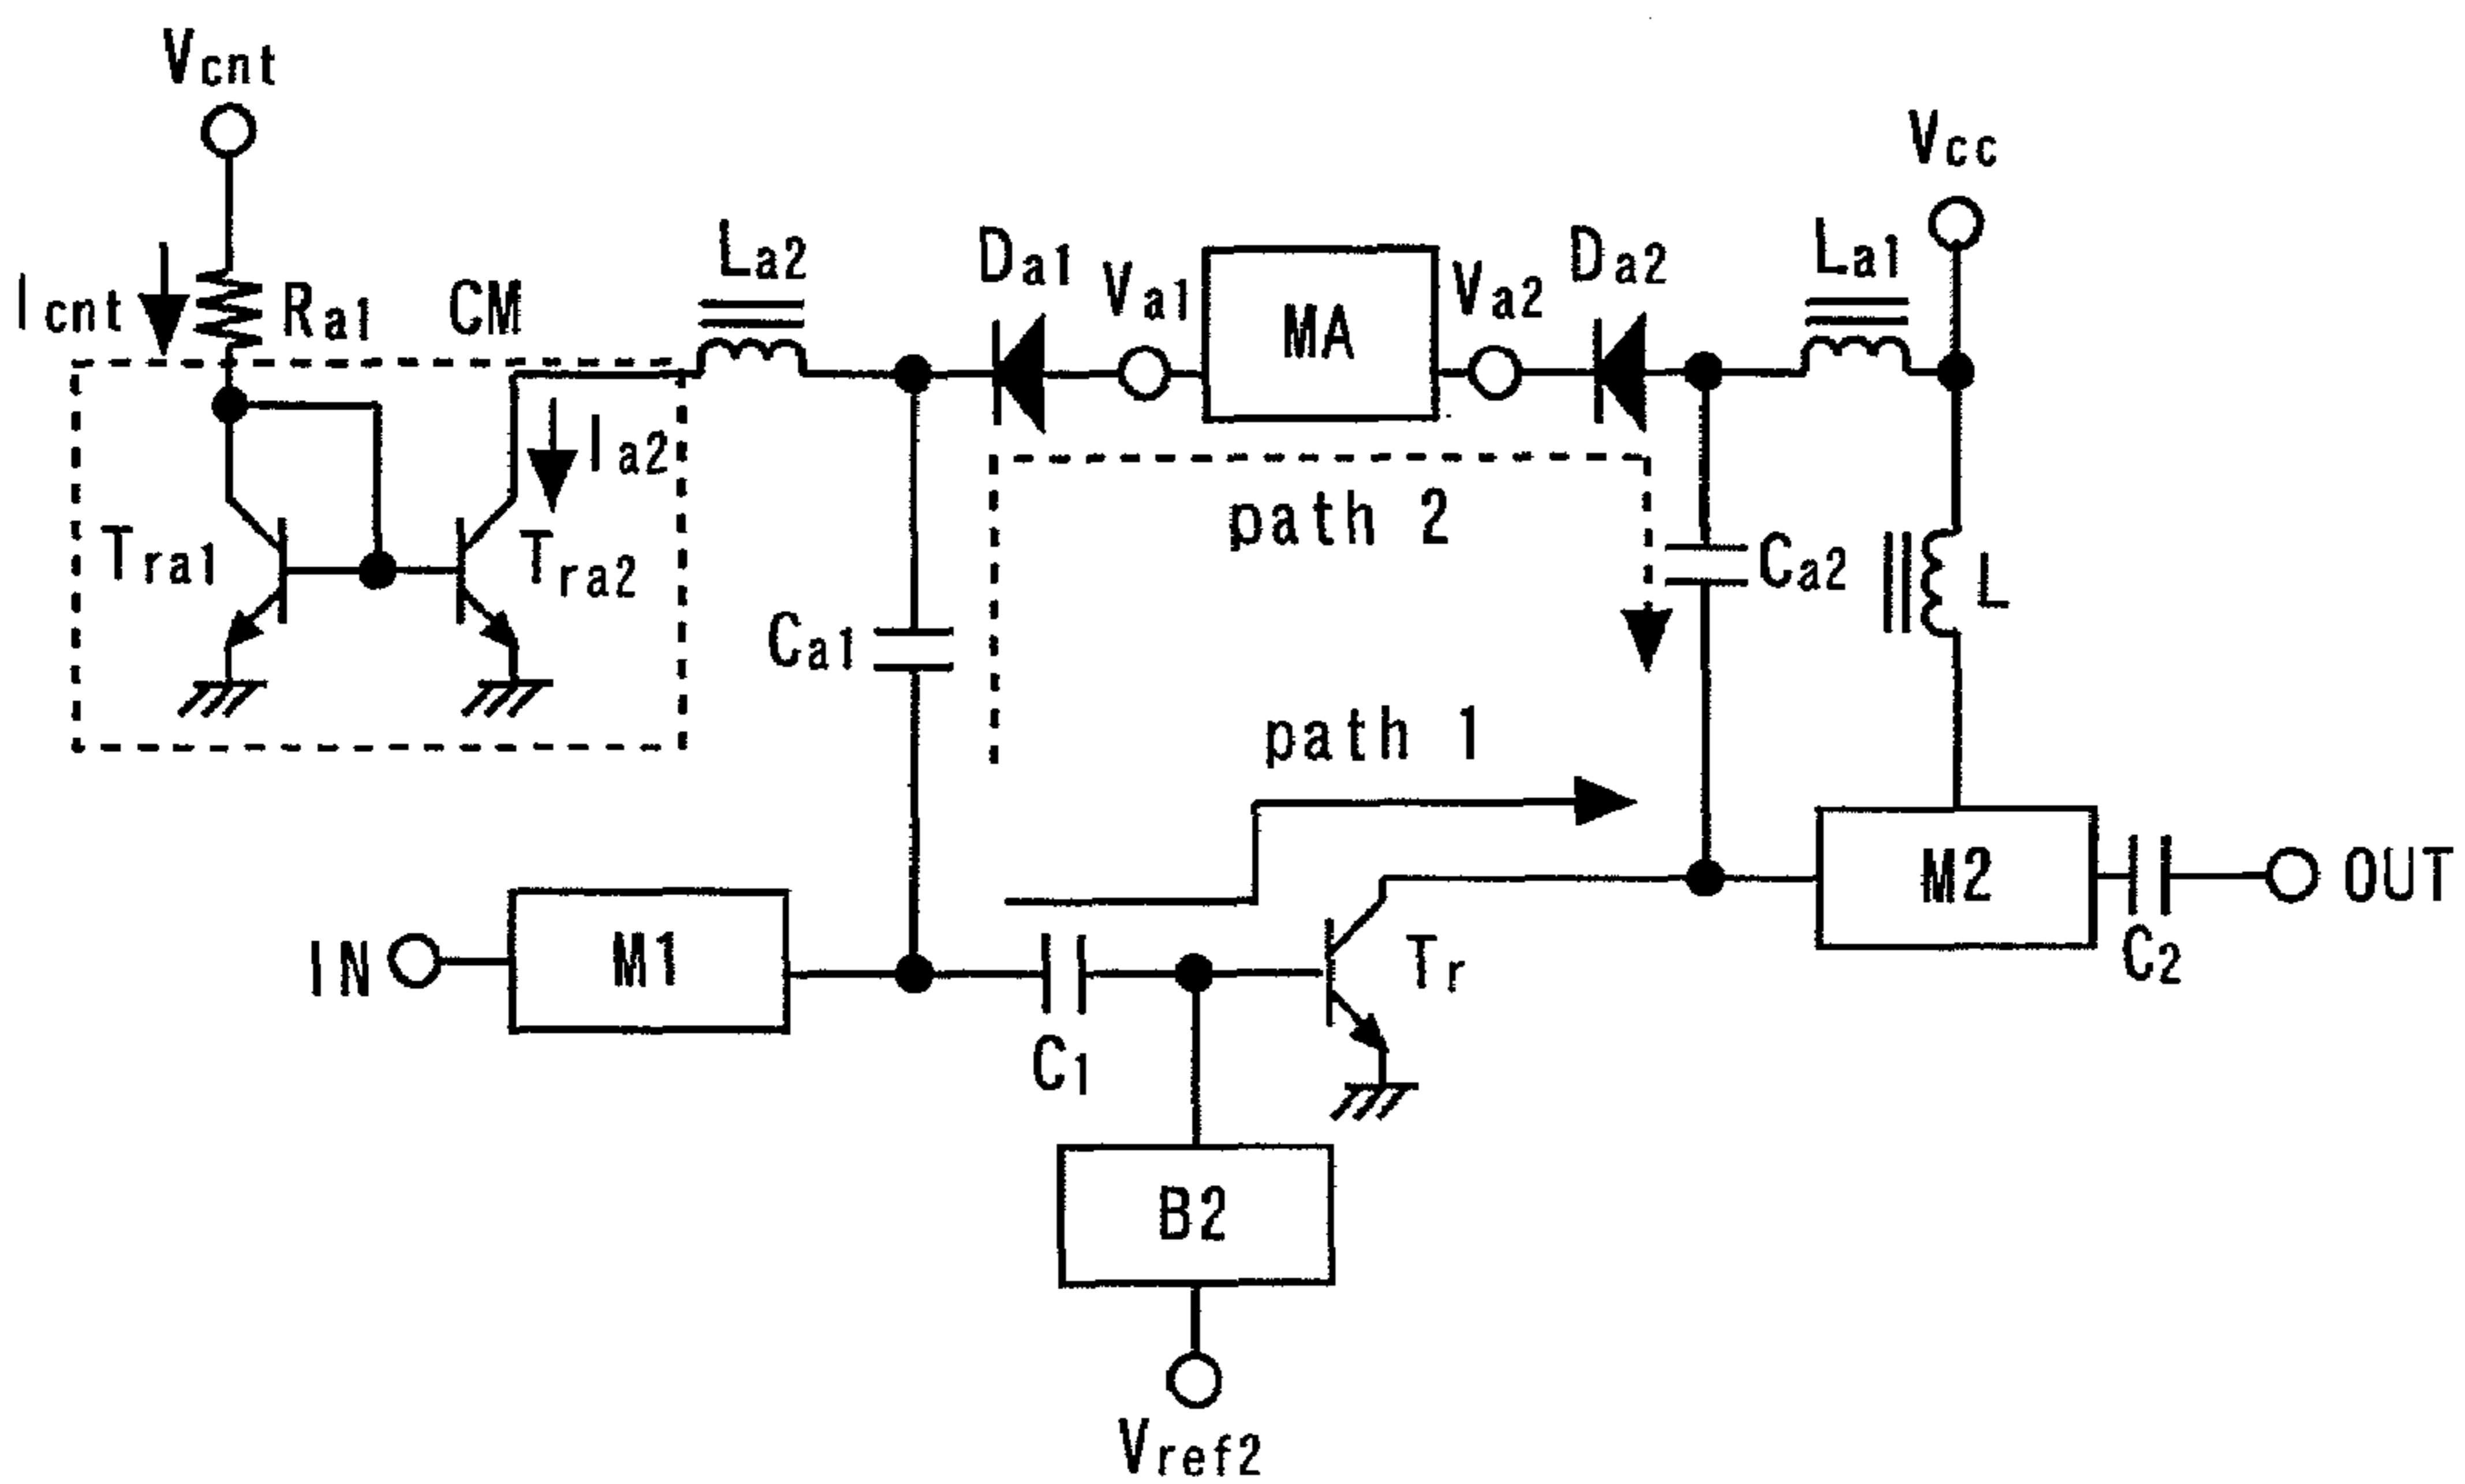 Vcnt
Vcc
Icnt
Ra1
CM
La2
Da1
Va1
MA
Va2
Da2
La1
Ia2
Tra1
Tra2
path 2
Ca2
L
Ca1
path 1
IN
M1
C1
Tr
M2
C2
OUT
B2
Vref2